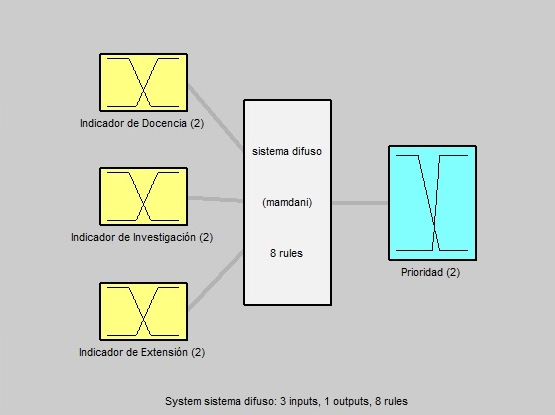 Indicador de Docencia (2)
Indicador de Investigación (2)
Indicador de Extensión (2)
sistema difuso
(mamdani)
8 rules
Prioridad (2)
System sistema difuso: 3 inputs, 1 outputs, 8 rules